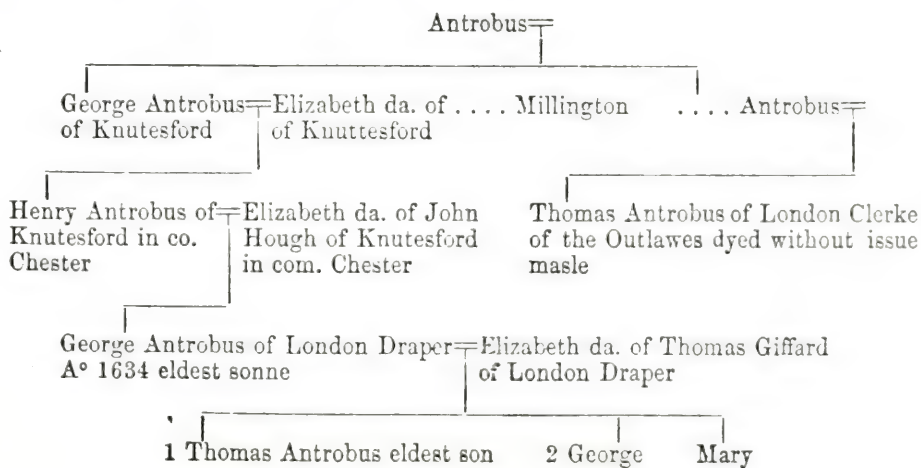 Antrobus
George Antrobus Elizabeth da. of . . . . Millington . . . . Antrobus
of Knutesford of Knuttesford
Henry Antrobus of Elizabeth da. of John Thomas Antrobus of London Clerke
Knutesford in co. Hough of Knutesford of the Outlawes dyed without issue
Chester in com. Chester masle
George Antrobus of London Draper Elizabeth da. of Thomas Giffard
A° 1634 eldest sonne of London Draper
1 Thomas Antrobus eldest son 2 George Mary